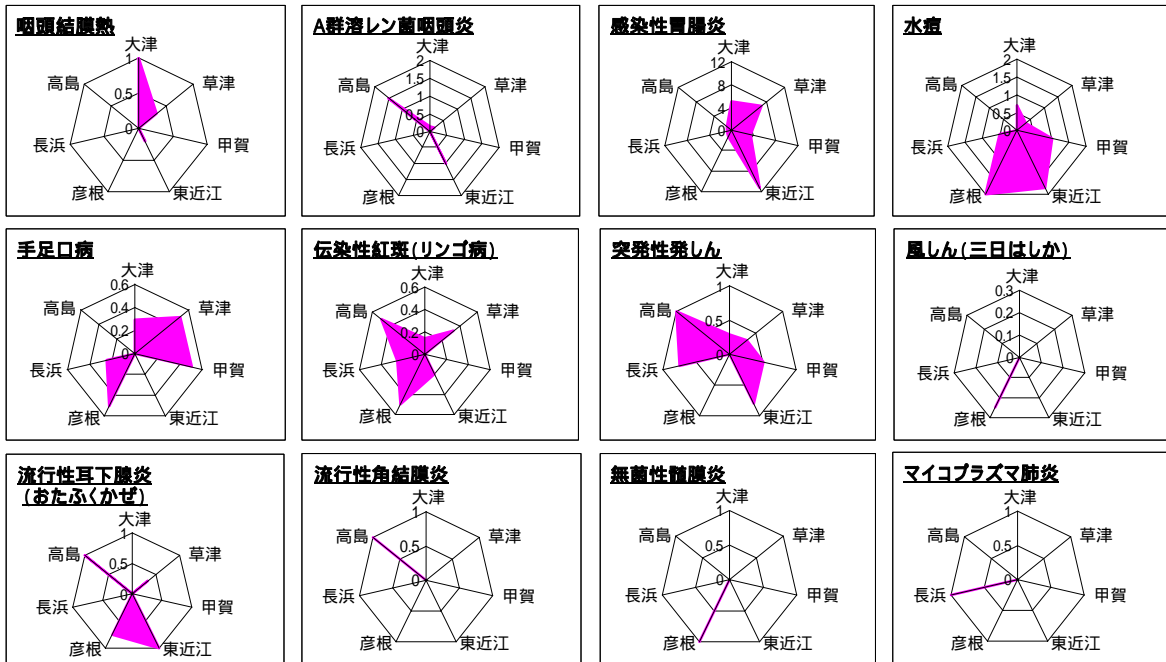 咽頭結膜熱
大津
草津
甲賀
東近江
彦根
長浜
高島
1
0.5
0
A群溶レン菌咽頭炎
大津
草津
甲賀
東近江
彦根
長浜
高島
2
1.5
1
0.5
0
感染性胃腸炎
大津
草津
甲賀
東近江
彦根
長浜
高島
12
8
4
0
水痘
大津
草津
甲賀
東近江
彦根
長浜
高島
2
1.5
1
0.5
0
手足口病
大津
草津
甲賀
東近江
彦根
長浜
高島
0.6
0.4
0.2
0
伝染性紅斑(リンゴ病)
大津
草津
甲賀
東近江
彦根
長浜
高島
0.6
0.4
0.2
0
突発性発しん
大津
草津
甲賀
東近江
彦根
長浜
高島
1
0.5
0
風しん(三日はしか)
大津
草津
甲賀
東近江
彦根
長浜
高島
0.3
0.2
0.1
0
流行性耳下腺炎
(おたふくかぜ)
大津
草津
甲賀
東近江
彦根
長浜
高島
1
0.5
0
流行性角結膜炎
大津
草津
甲賀
東近江
彦根
長浜
高島
1
0.5
0
無菌性髄膜炎
大津
草津
甲賀
東近江
彦根
長浜
高島
1
0.5
0
マイコプラズマ肺炎
大津
草津
甲賀
東近江
彦根
長浜
高島
1
0.5
0